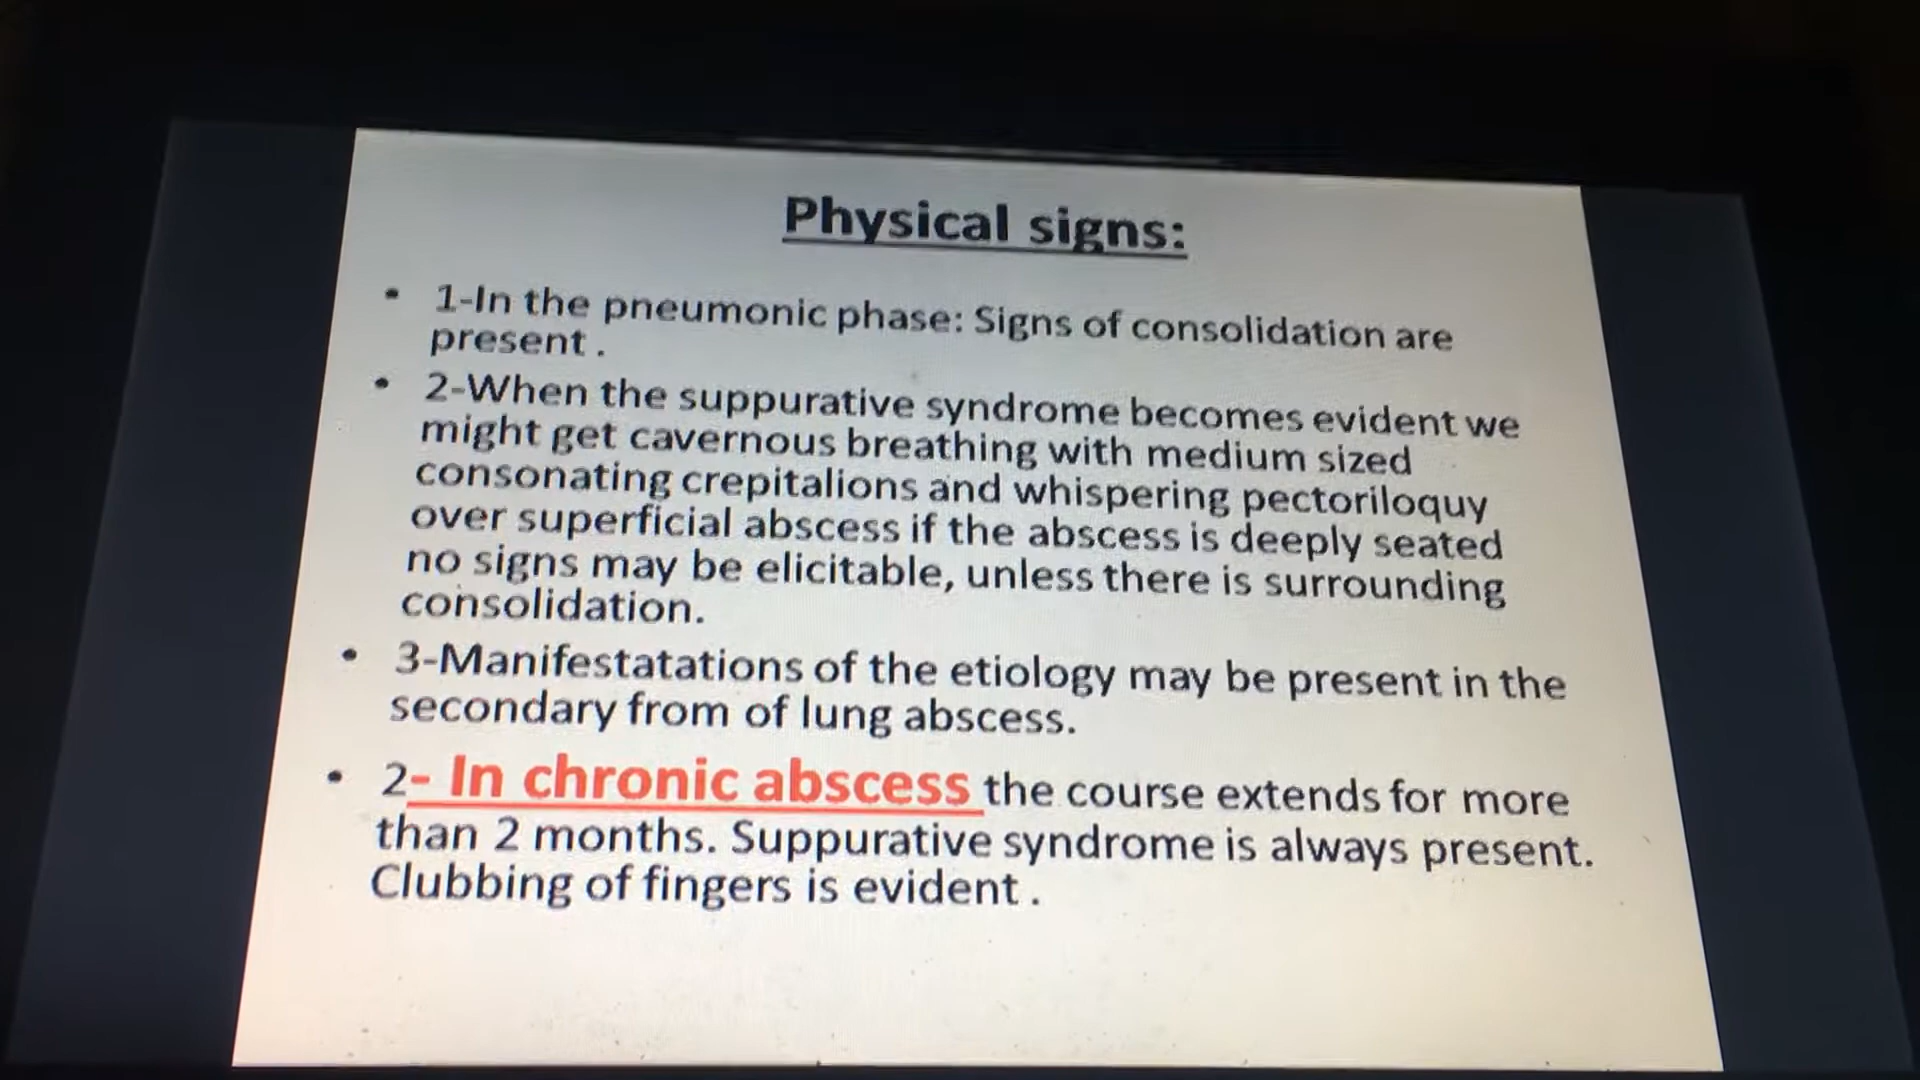 Physical signs:
• 1-In the pneumonic phase: Signs of consolidation are
present .
• 2-When the suppurative syndrome becomes evident we
might get cavernous breathing with medium sized
consonating crepitalions and whispering pectoriloquy
over superficial abscess if the abscess is deeply seated
no signs may be elicitable, unless there is surrounding
consolidation.
• 3-Manifestatations of the etiology may be present in the
secondary from of lung abscess.
• 2- In chronic abscess the course extends for more
than 2 months. Suppurative syndrome is always present.
Clubbing of fingers is evident .